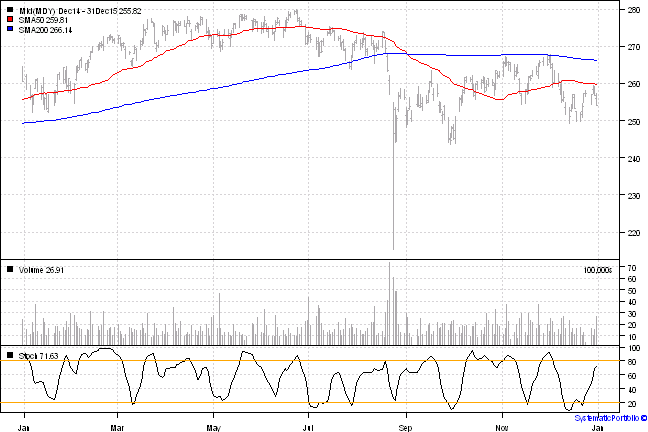 Mid(MDY) Dec14 - 31Dec15 255.82
SMA50 259.81
SMA200 266.14
280
270
260
250
240
230
220
Volume 26.91
100,000s
70
60
50
40
30
20
10
Stoch 71.63
100
80
60
40
20
Jan
Mar
May
Jul
Sep
Nov
Jan
SystematicPortfolio ©